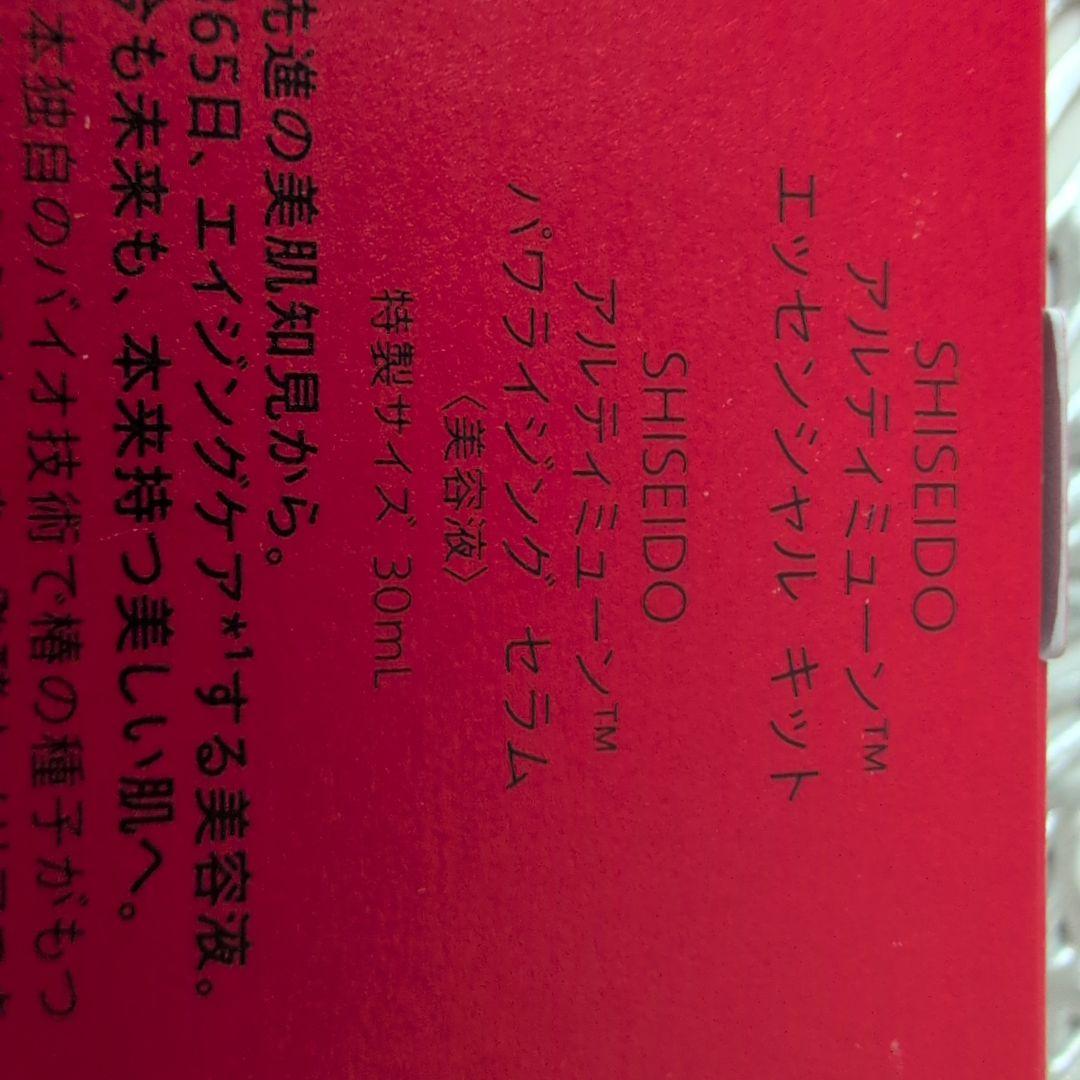 SHISEIDO
アルティミューン™
エッセンシャル キット
SHISEIDO
アルティミューン™
パワライジング セラム
〈美容液〉
特製サイズ 30mL
先進の美肌知見から。
365日、エイジングケア*1する美容液。
今も未来も、本来持つ美しい肌へ。
本独自のバイオ技術で椿の種子がもつ